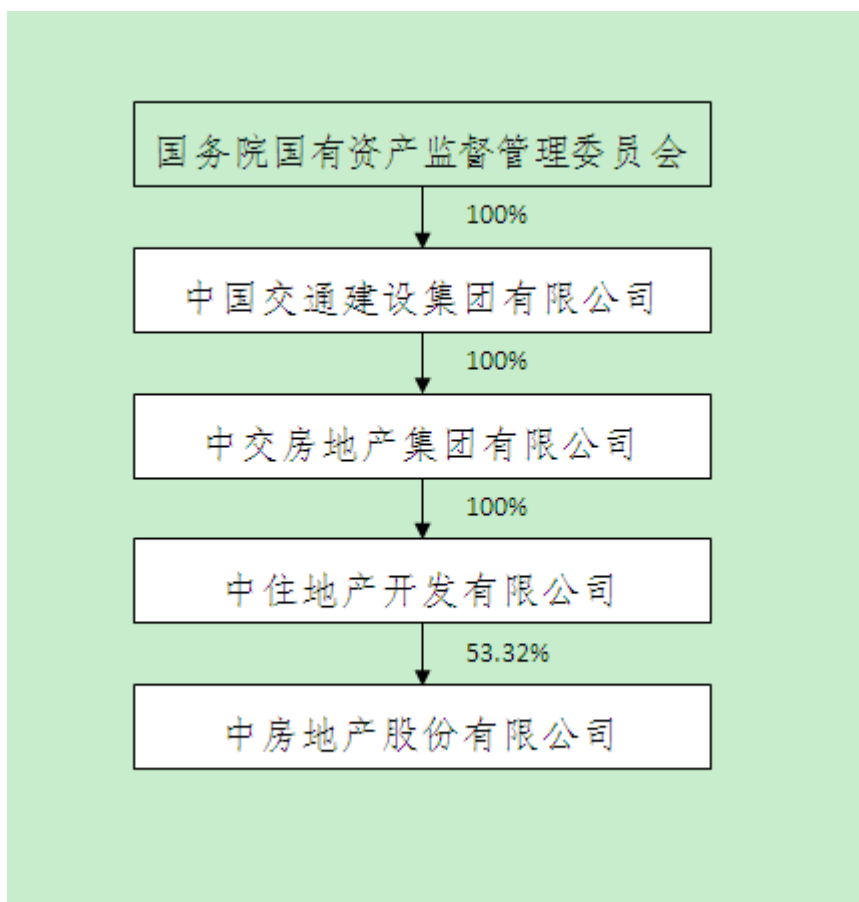 国务院国有资产监督管理委员会
100%
中国交通建设集团有限公司
100%
中交房地产集团有限公司
100%
中住地产开发有限公司
53.32%
中房地产股份有限公司